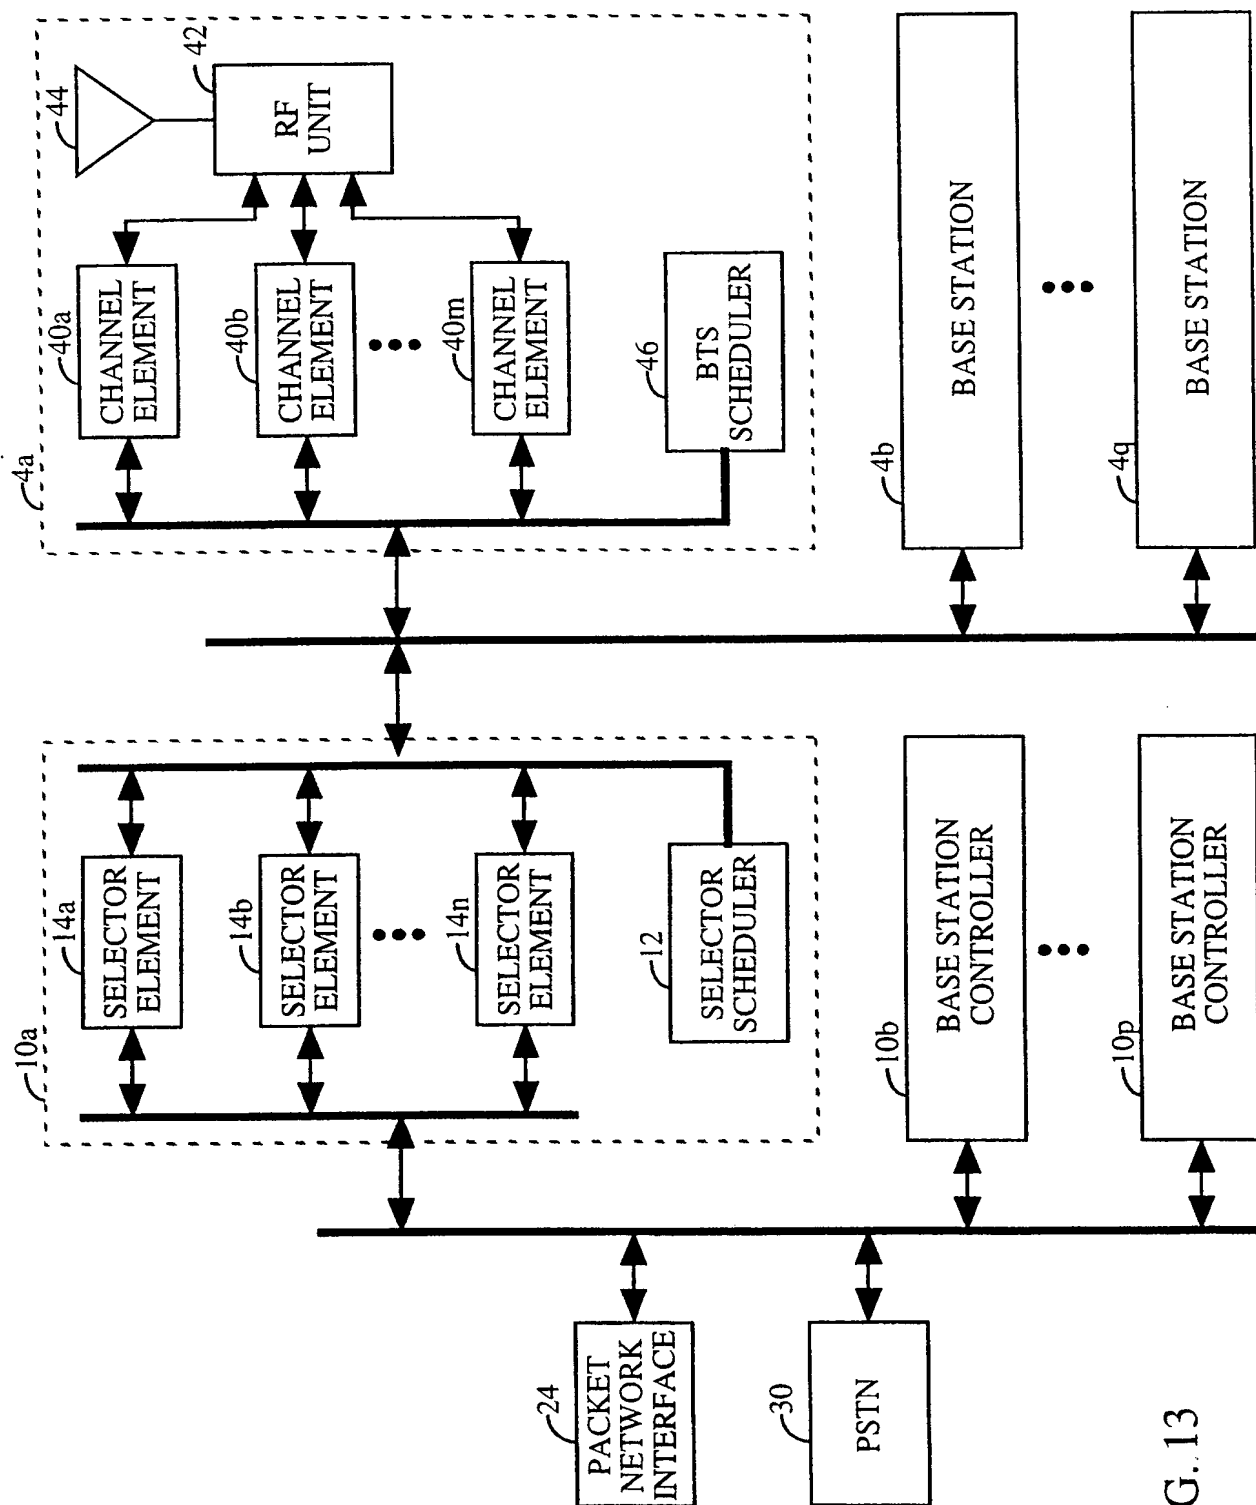 4a
44
42
RF
UNIT
40a
CHANNEL
ELEMENT
40b
CHANNEL
ELEMENT
40m
CHANNEL
ELEMENT
46
BTS
SCHEDULER
4b
BASE STATION
4q
BASE STATION
10a
14a
SELECTOR
ELEMENT
14b
SELECTOR
ELEMENT
14n
SELECTOR
ELEMENT
12
SELECTOR
SCHEDULER
10b
BASE STATION
CONTROLLER
10p
BASE STATION
CONTROLLER
24
PACKET
NETWORK
INTERFACE
30
PSTN
G. 13